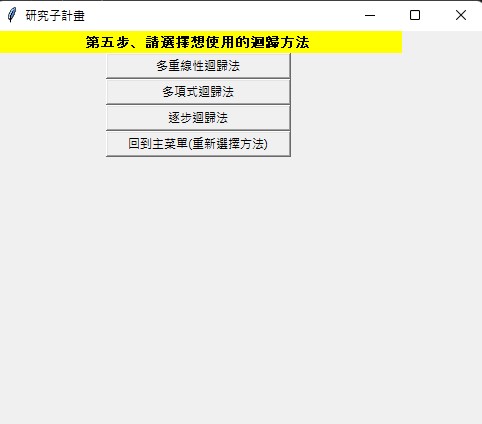 研究子計畫
第五步、請選擇想使用的迴歸方法
多重線性迴歸法
多項式迴歸法
逐步迴歸法
回到主菜單(重新選擇方法)